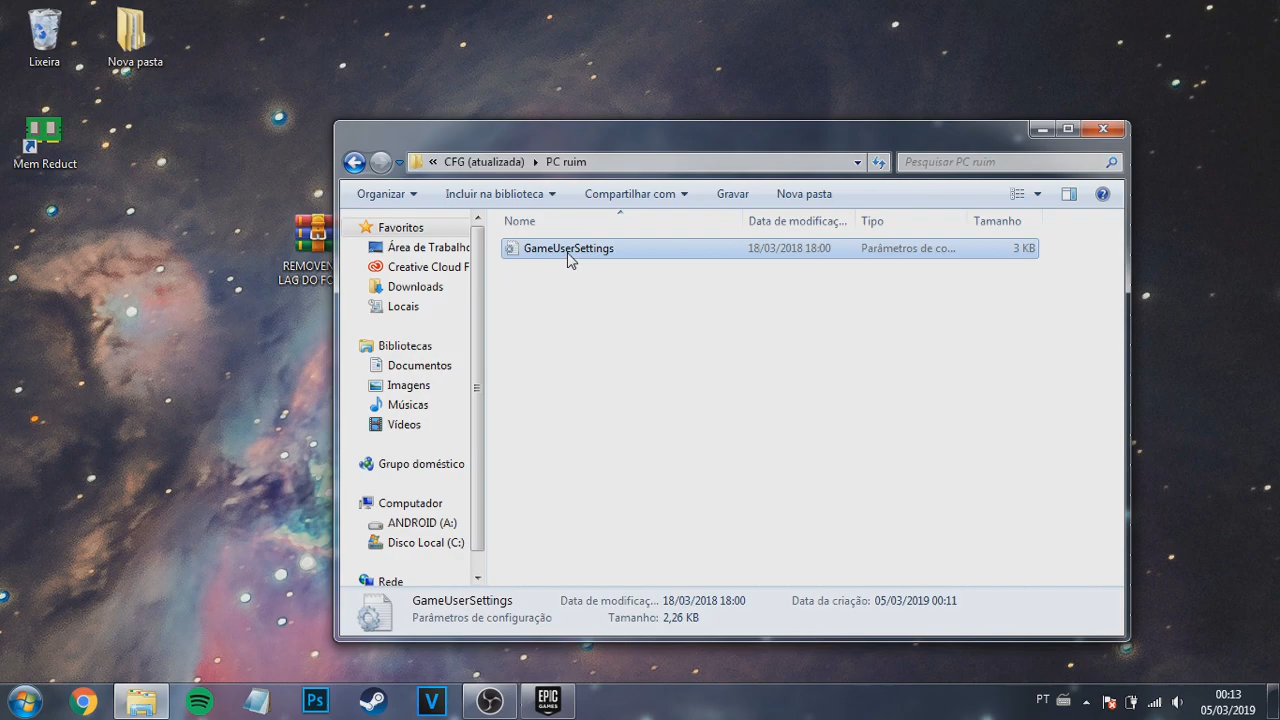 Lixeira
Nova pasta
Mem Reduct
REMOVEN
LAG DO FO
CFG (atualizada)
PC ruim
Pesquisar PC ruim
Organizar
Incluir na biblioteca
Compartilhar com
Gravar
Nova pasta
Nome
Data de modificaç...
Tipo
Tamanho
GameUserSettings
18/03/2018 18:00
Parâmetros de co...
3 KB
Favoritos
Área de Trabalho
Creative Cloud F
Downloads
Locais
Bibliotecas
Documentos
Imagens
Músicas
Vídeos
Grupo doméstico
Computador
ANDROID (A:)
Disco Local (C:)
Rede
GameUserSettings
Data de modificaç... 18/03/2018 18:00
Data da criação: 05/03/2019 00:11
Parâmetros de configuração
Tamanho: 2,26 KB
Ps
V
EPIC
GAMES
PT
00:13
05/03/2019